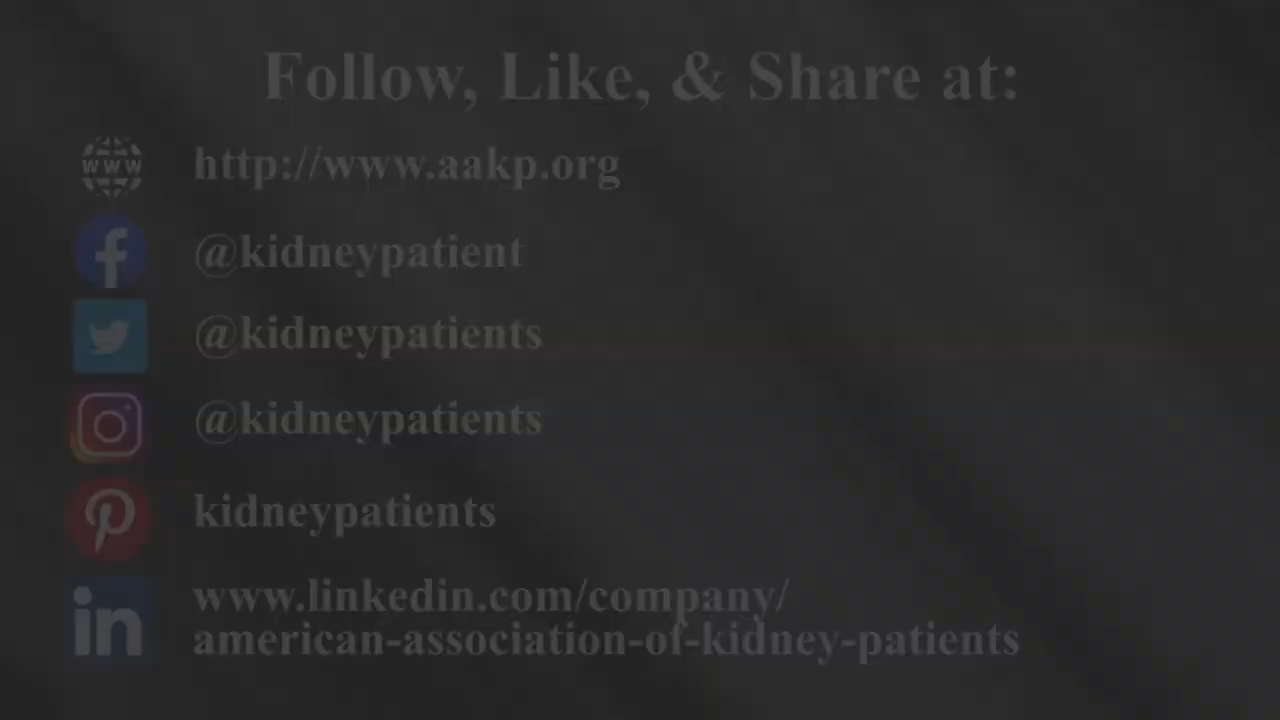 Follow, Like, & Share at:
WWW
http://www.aakp.org
@kidneypatient
@kidneypatients
@kidneypatients
kidneypatients
www.linkedin.com/company/
american-association-of-kidney-patients